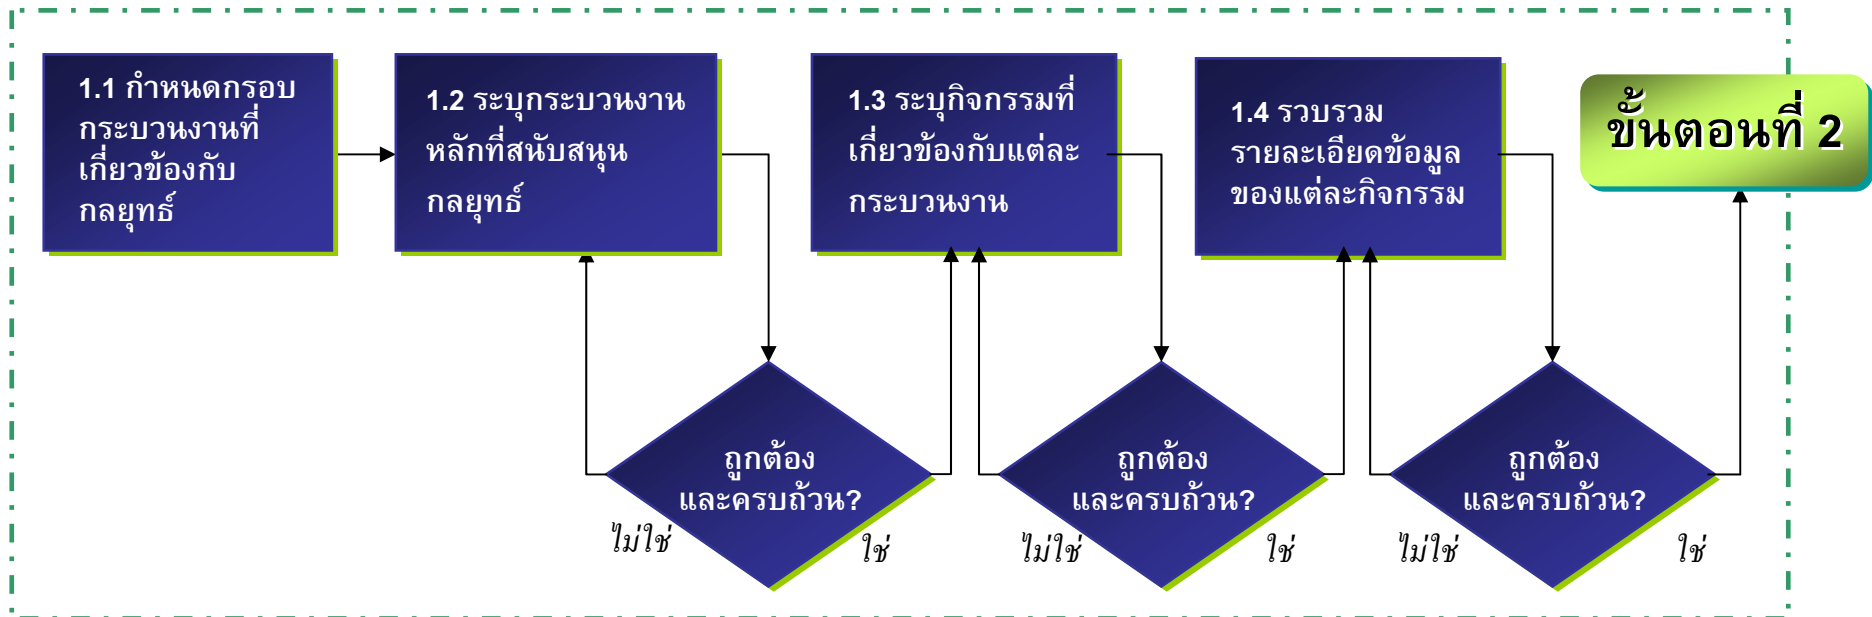 1.1 กำหนดกรอบ
กระบวนงานที่
เกี่ยวข้องกับ
กลยุทธ์
1.2 ระบุกระบวนงาน
หลักที่สนับสนุน
กลยุทธ์
1.3 ระบุกิจกรรมที่
เกี่ยวข้องกับแต่ละ
กระบวนงาน
1.4 รวบรวม
รายละเอียดข้อมูล
ของแต่ละกิจกรรม
ขั้นตอนที่ 2
ถูกต้อง
และครบถ้วน?
ไม่ใช่
ใช่
ถูกต้อง
และครบถ้วน?
ไม่ใช่
ใช่
ถูกต้อง
และครบถ้วน?
ไม่ใช่
ใช่